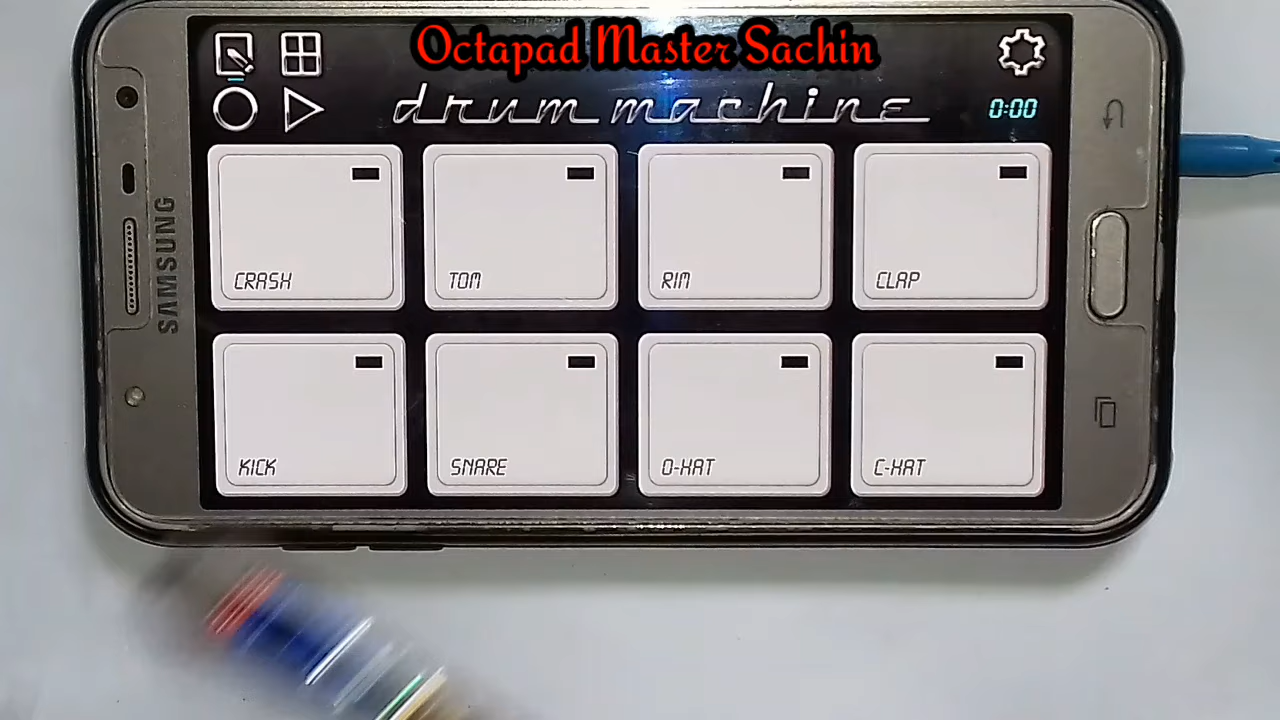 Octapad Master Sachin
drum machine
0:00
SAMSUNG
CRASH
TOM
RIM
CLAP
KICK
SNARE
O-HAT
C-HAT